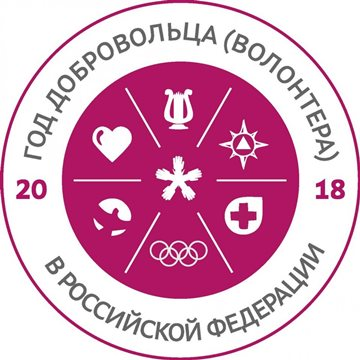 ГОД ДОБРОВОЛЬЦА (ВОЛОНТЕРА)
20 18
В РОССИЙСКОЙ ФЕДЕРАЦИИ